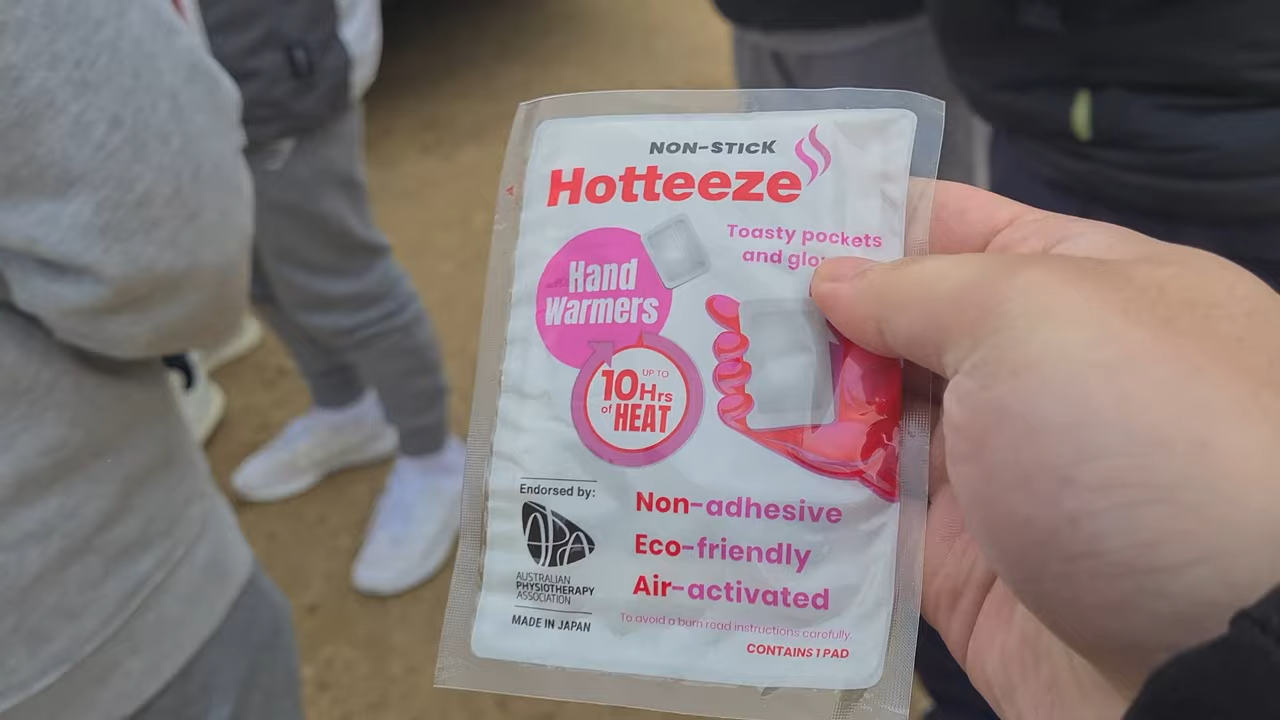 NON-STICK
Hotteeze
Toasty pockets
and
Hand
Warmers
UP TO
10Hrs
of HEAT
Endorsed by:
APA
AUSTRALIAN
PHYSIOTHERAPY
ASSOCIATION
MADE IN JAPAN
Non-adhesive
Eco-friendly
Air-activated
To avoid a burn read instructions carefully.
CONTAINS 1 PAD